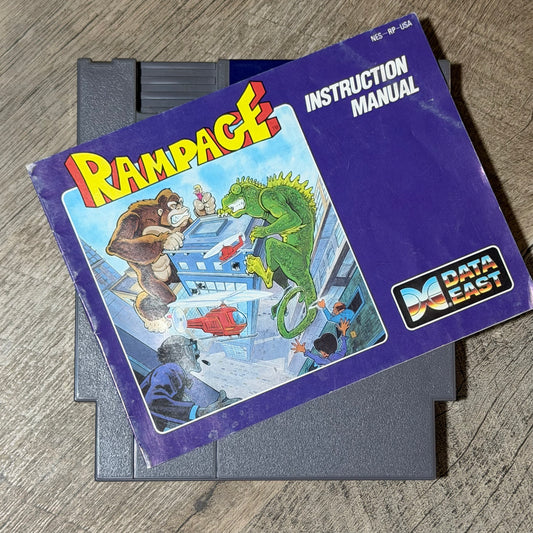 NES-RP-USA
INSTRUCTION
MANUAL
RAMPAGE
DATA
EAST